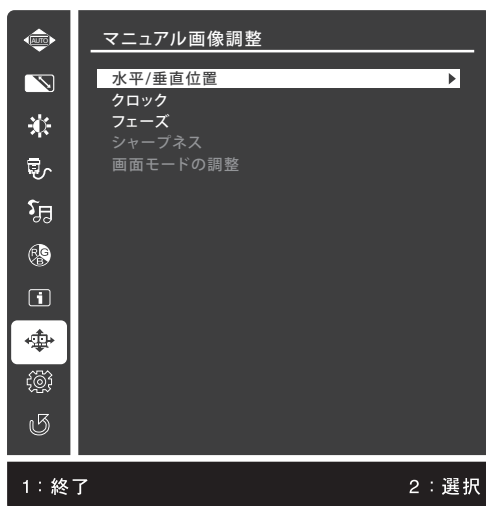 AUTO
マニュアル画像調整
水平/垂直位置
クロック
フェーズ
シャープネス
画面モードの調整
R G
B
i
1：終了
2：選択